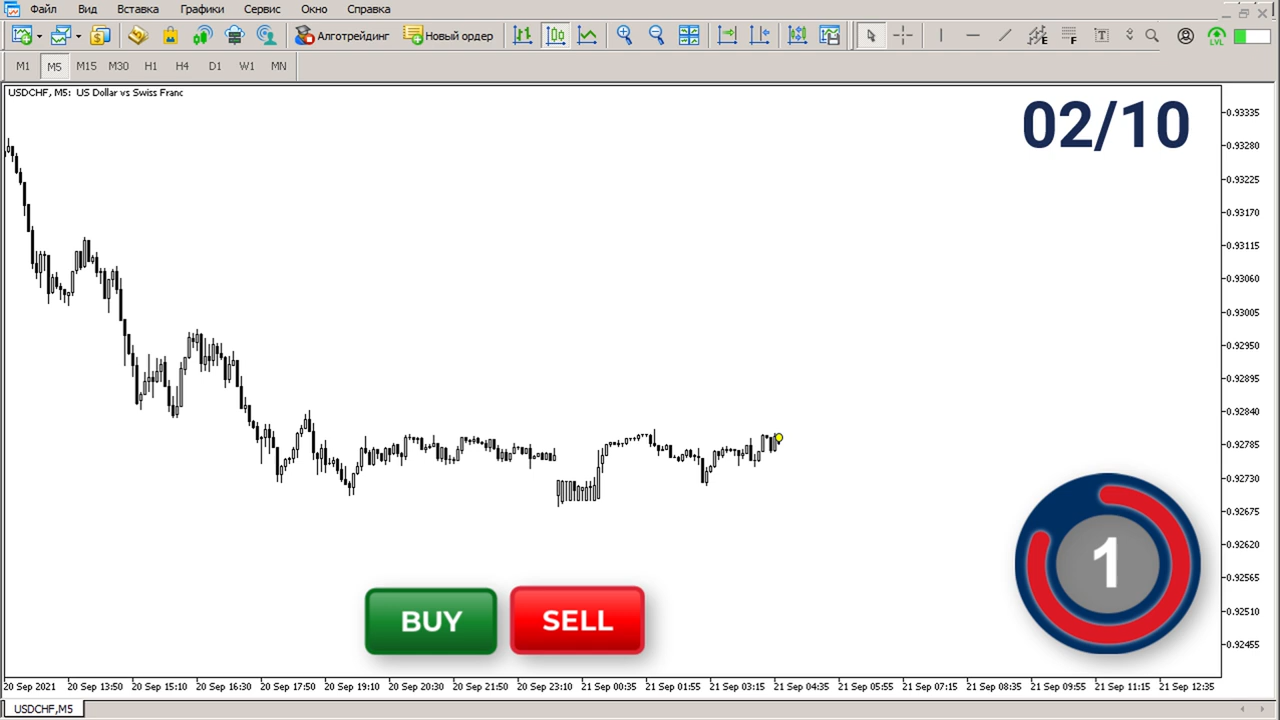 Файл Вид Вставка Графики Сервис Окно Справка
Алготрейдинг Новый ордер E F T LVL
M1 M5 M15 M30 H1 H4 D1 W1 MN
USDCHF, M5: US Dollar vs Swiss Franc
02/10
0.93335
0.93280
0.93225
0.93170
0.93115
0.93060
0.93005
0.92950
0.92895
0.92840
0.92785
0.92730
0.92675
0.92620
0.92565
0.92510
0.92455
1
BUY SELL
20 Sep 2021 20 Sep 13:50 20 Sep 15:10 20 Sep 16:30 20 Sep 17:50 20 Sep 19:10 20 Sep 20:30 20 Sep 21:50 20 Sep 23:10 21 Sep 00:35 21 Sep 01:55 21 Sep 03:15 21 Sep 04:35 21 Sep 05:55 21 Sep 07:15 21 Sep 08:35 21 Sep 09:55 21 Sep 11:15 21 Sep 12:35
USDCHF,M5